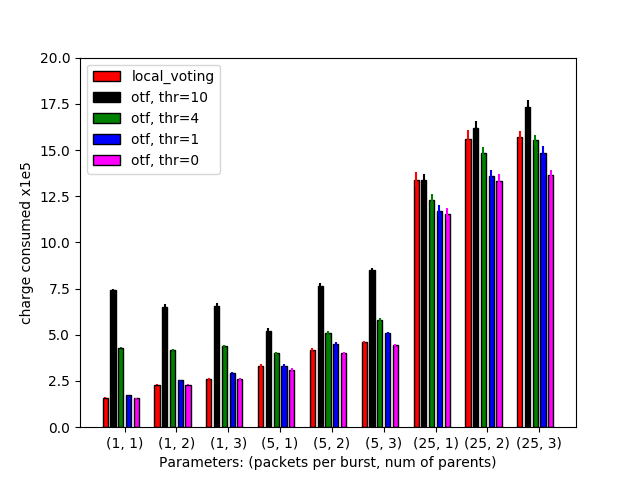 20.0
17.5
15.0
12.5
10.0
7.5
5.0
2.5
0.0
charge consumed x1e5
local_voting
otf, thr=10
otf, thr=4
otf, thr=1
otf, thr=0
(1, 1) (1, 2) (1, 3) (5, 1) (5, 2) (5, 3) (25, 1) (25, 2) (25, 3)
Parameters: (packets per burst, num of parents)